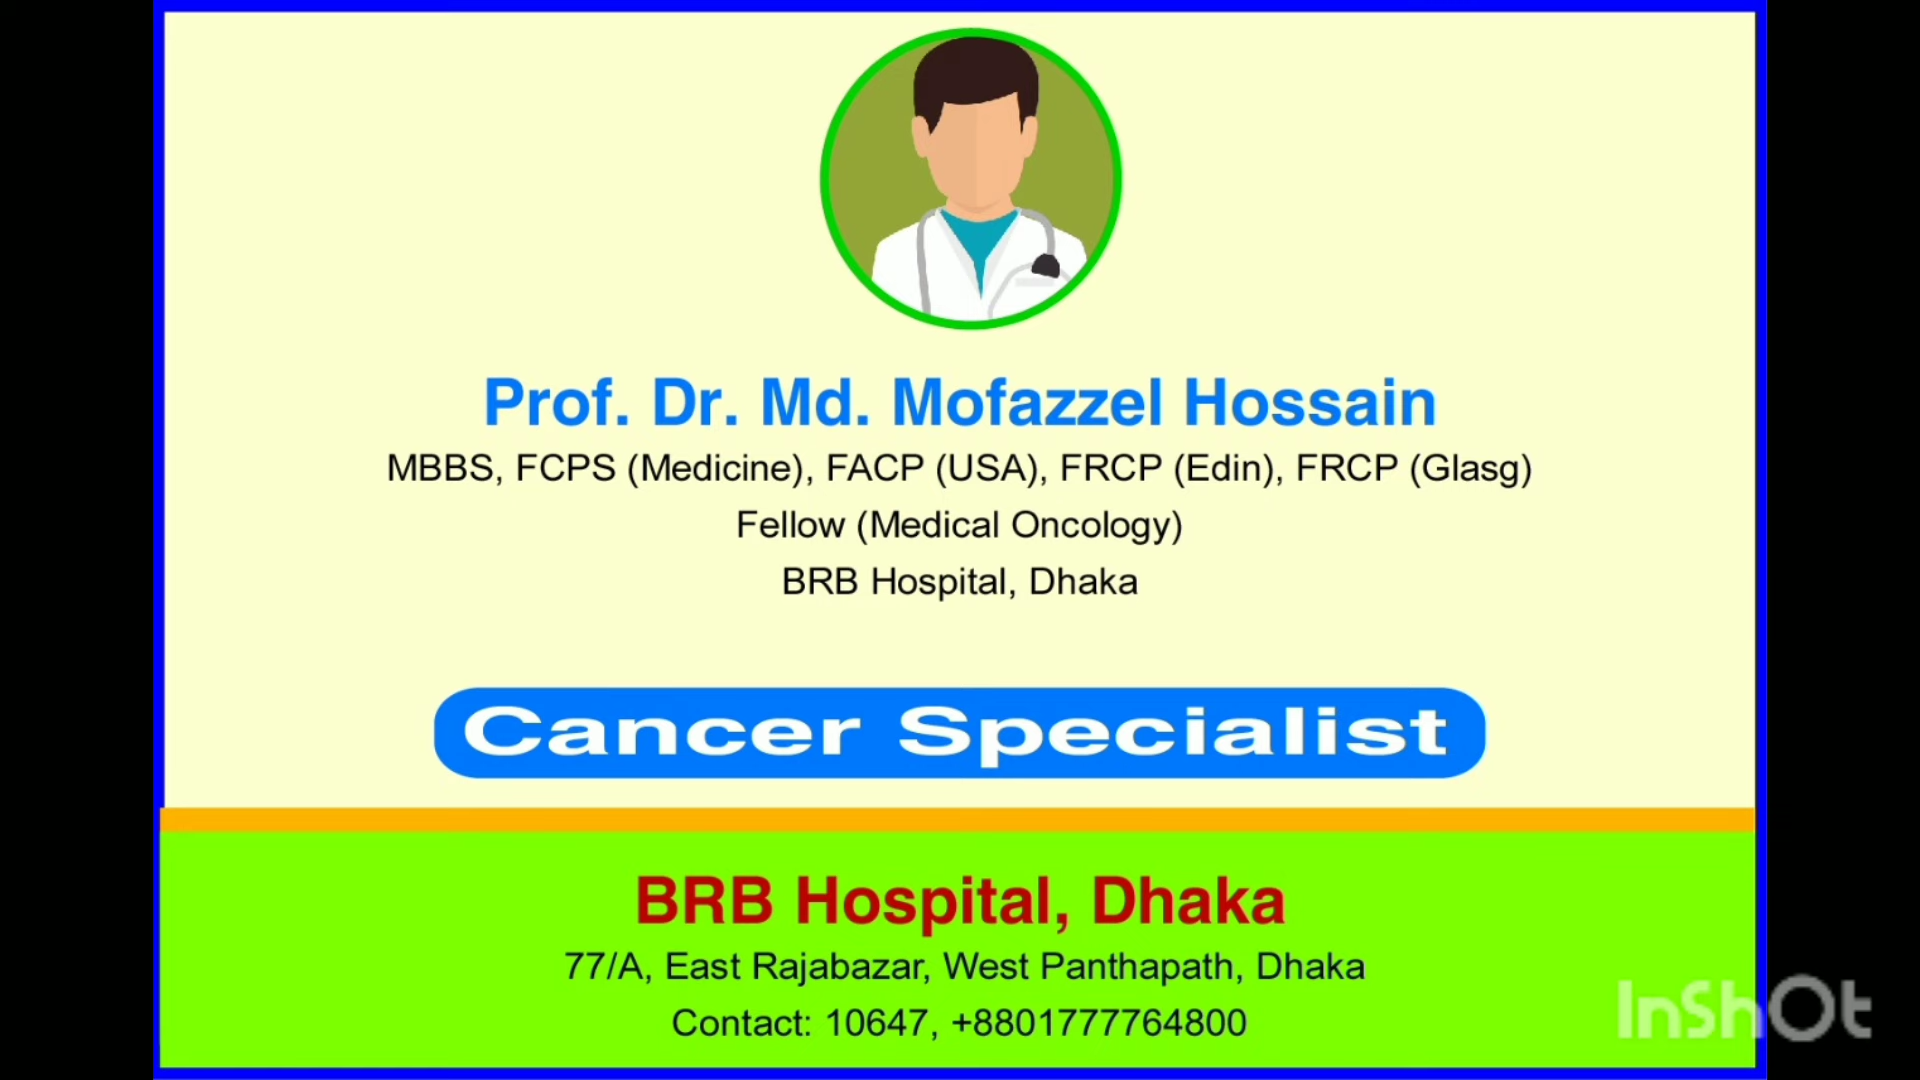 Prof. Dr. Md. Mofazzel Hossain
MBBS, FCPS (Medicine), FACP (USA), FRCP (Edin), FRCP (Glasg)
Fellow (Medical Oncology)
BRB Hospital, Dhaka
Cancer Specialist
BRB Hospital, Dhaka
77/A, East Rajabazar, West Panthapath, Dhaka
Contact: 10647, +8801777764800
InShOt